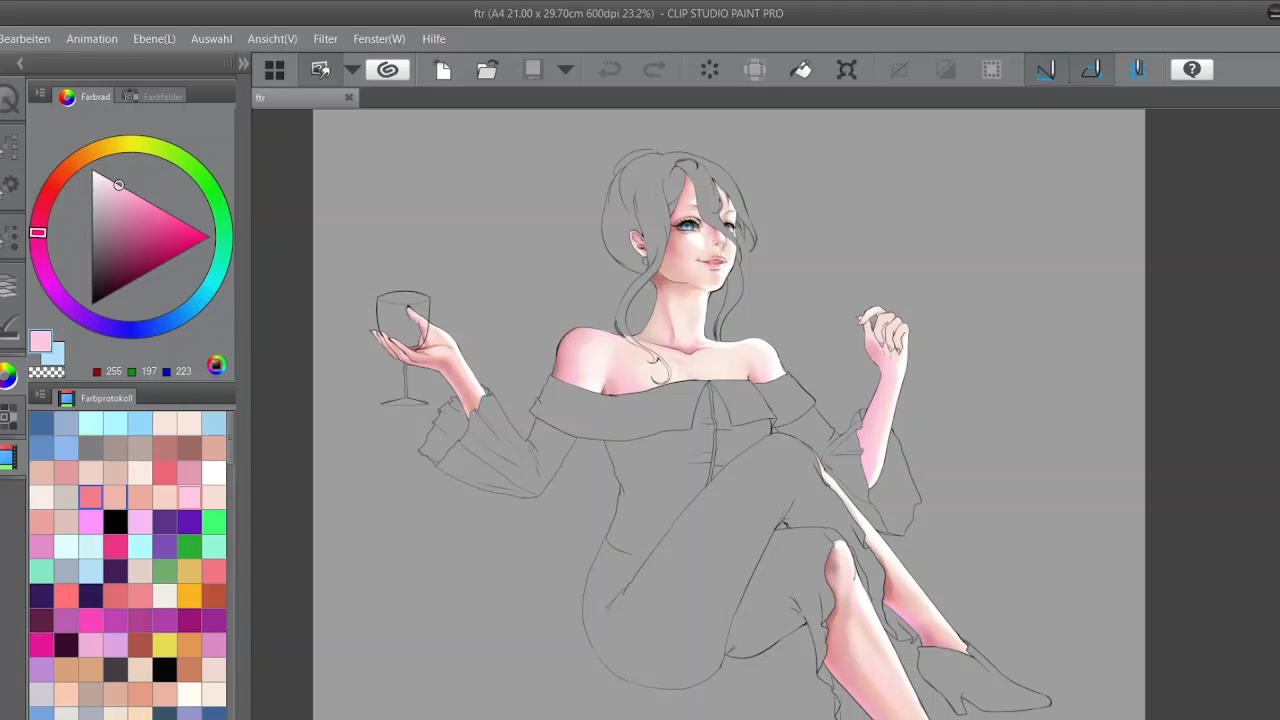 ftr (A4 21.00 x 29.70cm 600dpi 23.2%) - CLIP STUDIO PAINT PRO
Bearbeiten Animation Ebene(L) Auswahl Ansicht(V) Filter Fenster(W) Hilfe
ftr
Farbrad Farbfelder
255 197 223
Farbprotokoll